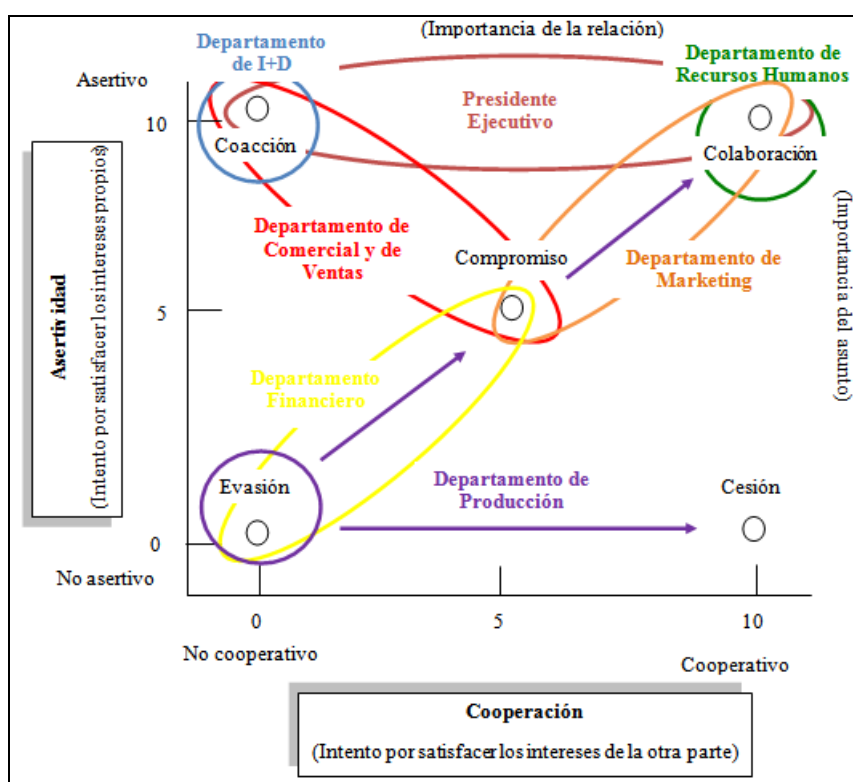 (Importancia de la relación)
Departamento
de I+D
Departamento de
Recursos Humanos
Asertivo
Presidente
Ejecutivo
10
Coacción
Colaboración
Departamento de
Comercial y de
Ventas
Compromiso
Departamento de
Marketing
Asertividad
(Intento por satisfacer los intereses propios)
(Importancia del asunto)
5
Departamento
Financiero
Evasión
Departamento de
Producción
Cesión
0
No asertivo
0
5
10
No cooperativo
Cooperativo
Cooperación
(Intento por satisfacer los intereses de la otra parte)